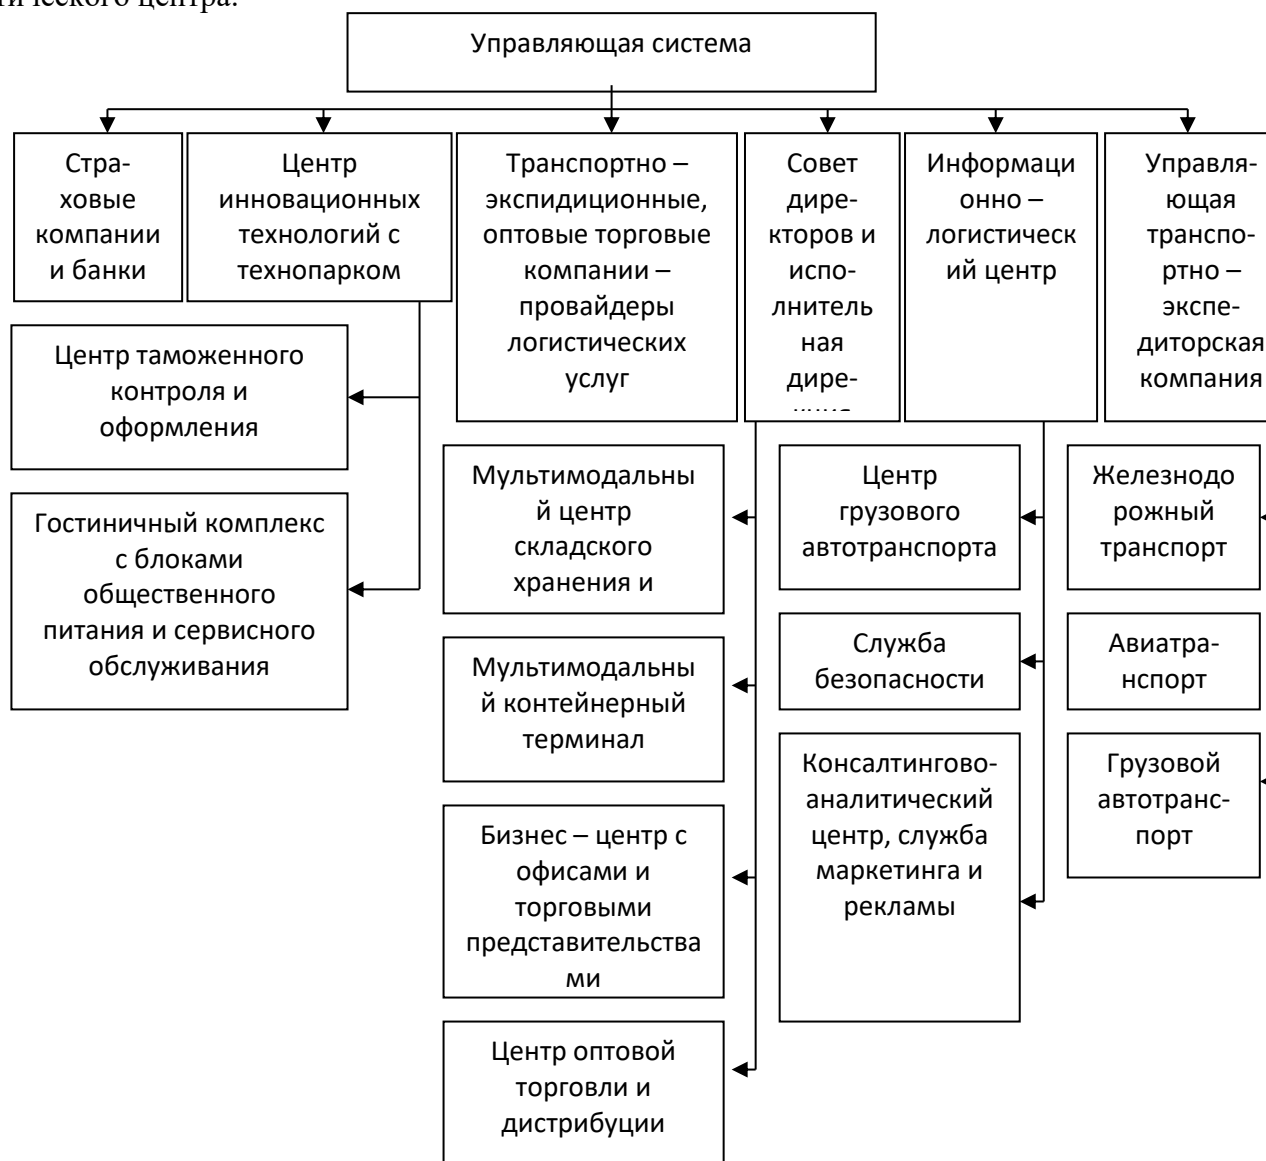 тического центра.
Управляющая система
Стра-
ховые
компании
и банки
Центр
инновационных
технологий с
технопарком
Транспортно –
экспидиционные,
оптовые торговые
компании –
провайдеры
логистических
услуг
Совет
дире-
кторов и
испо-
лнитель
ная
дире-
Информаци
онно –
логистическ
ий центр
Управля-
ющая
транспо-
ртно –
экспе-
диторская
компания
Центр таможенного
контроля и
оформления
Гостиничный комплекс
с блоками
общественного
питания и сервисного
обслуживания
Мультимодальны
й центр
складского
хранения и
Мультимодальны
й контейнерный
терминал
Бизнес – центр с
офисами и
торговыми
представительства
ми
Центр оптовой
торговли и
дистрибуции
Центр
грузового
автотранспорта
Служба
безопасности
Консалтингово-
аналитический
центр, служба
маркетинга и
рекламы
Железнодо
рожный
транспорт
Авиатра-
нспорт
Грузовой
автотранс-
порт